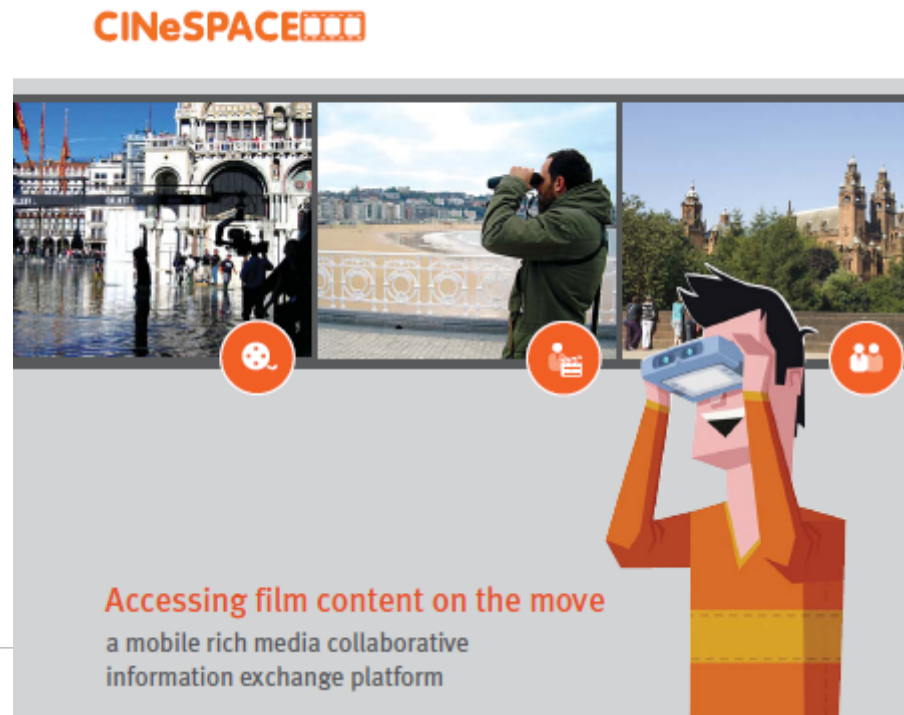 CINeSPACE
Accessing film content on the move
a mobile rich media collaborative
information exchange platform